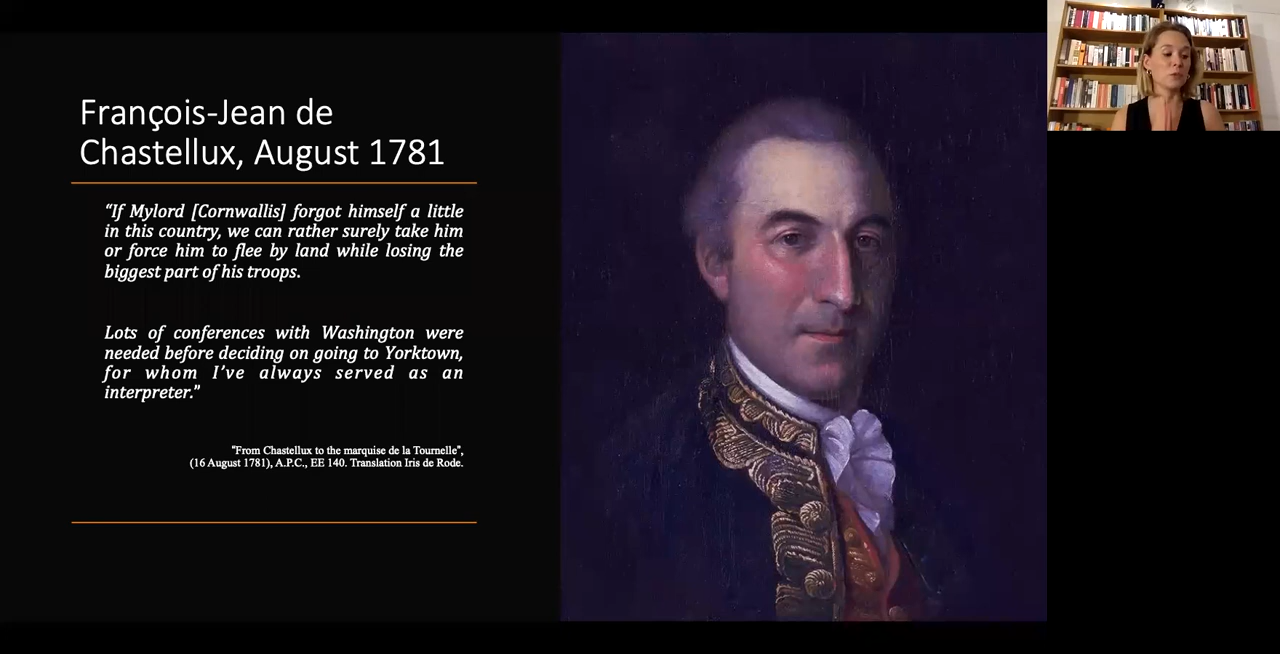 François-Jean de
Chastellux, August 1781
“If Mylord [Cornwallis] forgot himself a little
in this country, we can rather surely take him
or force him to flee by land while losing the
biggest part of his troops.
Lots of conferences with Washington were
needed before deciding on going to Yorktown,
for whom I’ve always served as an
interpreter.”
“From Chastellux to the marquise de la Tournelle”,
(16 August 1781), A.P.C., EE 140. Translation Iris de Rode.